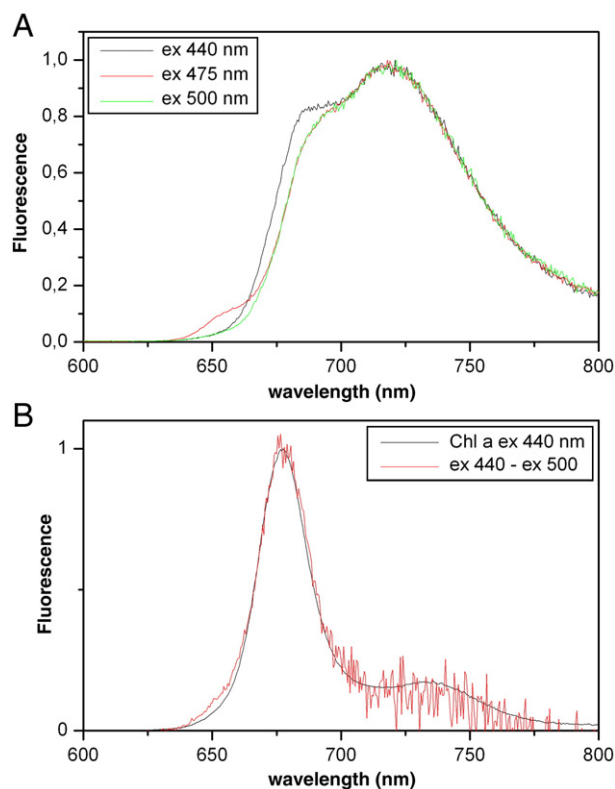 A
ex 440 nm
ex 475 nm
ex 500 nm
1,0
0,8
0,6
0,4
0,2
0,0
Fluorescence
600
650
700
750
800
wavelength (nm)
B
Chl a ex 440 nm
ex 440 - ex 500
1
0
Fluorescence
600
650
700
750
800
wavelength (nm)